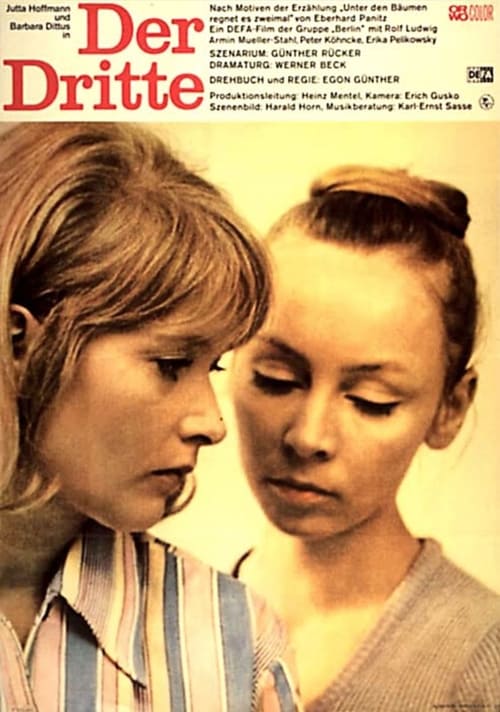 Jutta Hoffmann
und
Barbara Dittus
in
Der
Dritte
Nach Motiven der Erzählung „Unter den Bäumen
regnet es zweimal" von Eberhard Panitz
Ein DEFA-Film der Gruppe „Berlin" mit Rolf Ludwig
Armin Mueller-Stahl, Peter Köhncke, Erika Pelikowsky
SZENARIUM: GÜNTHER RÜCKER
DRAMATURG: WERNER BECK
DREHBUCH und REGIE: EGON GÜNTHER
Produktionsleitung: Heinz Mentel, Kamera: Erich Gusko
Szenenbild: Harald Horn, Musikberatung: Karl-Ernst Sasse
COLOR
DEFA